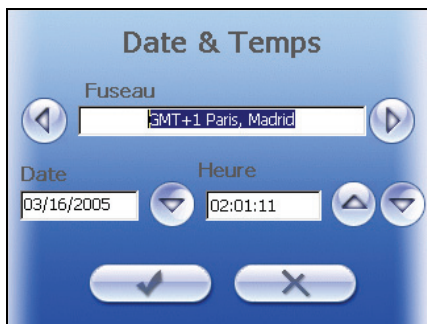 Date & Temps
Fuseau
GMT+1 Paris, Madrid
Date
Heure
03/16/2005
02:01:11